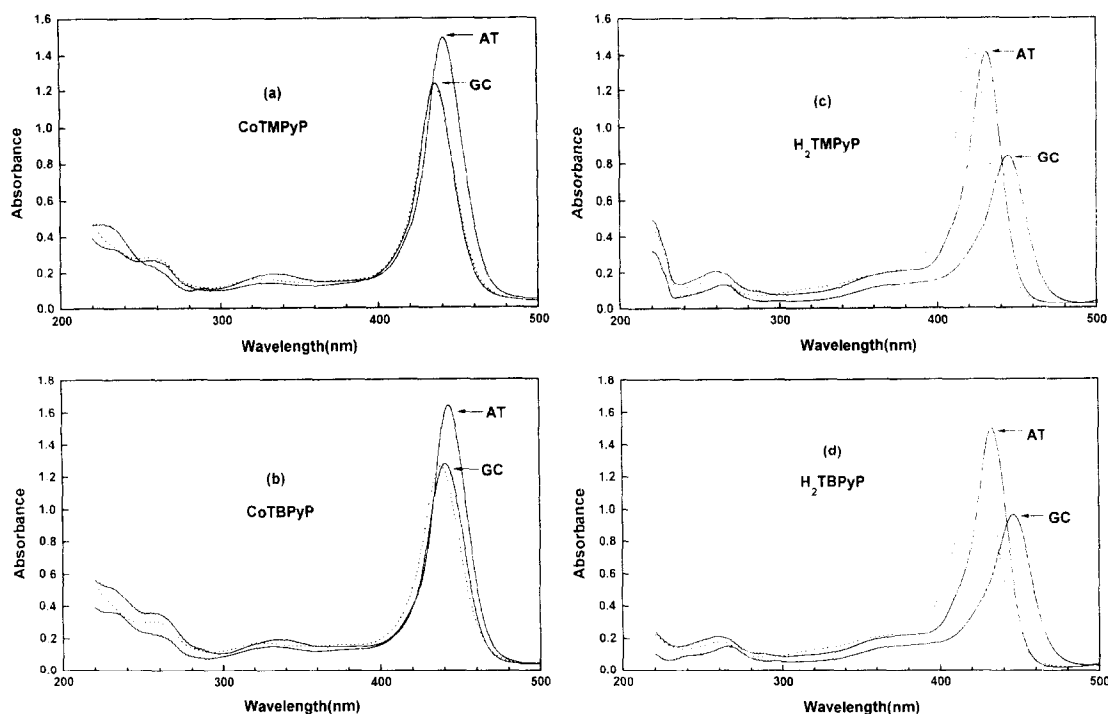 1.6
1.4
1.2
1.0
0.8
0.6
0.4
0.2
0.0
Absorbance
AT
GC
(a)
CoTMPyP
200
300
400
500
Wavelength(nm)
1.6
1.4
1.2
1.0
0.8
0.6
0.4
0.2
0.0
Absorbance
AT
GC
(c)
H₂TMPyP
200
300
400
500
Wavelength(nm)
1.8
1.6
1.4
1.2
1.0
0.8
0.6
0.4
0.2
0.0
Absorbance
AT
GC
(b)
CoTBPyP
200
300
400
500
Wavelength(nm)
1.8
1.6
1.4
1.2
1.0
0.8
0.6
0.4
0.2
0.0
Absorbance
AT
(d)
H₂TBPyP
GC
200
300
400
500
Wavelength(nm)